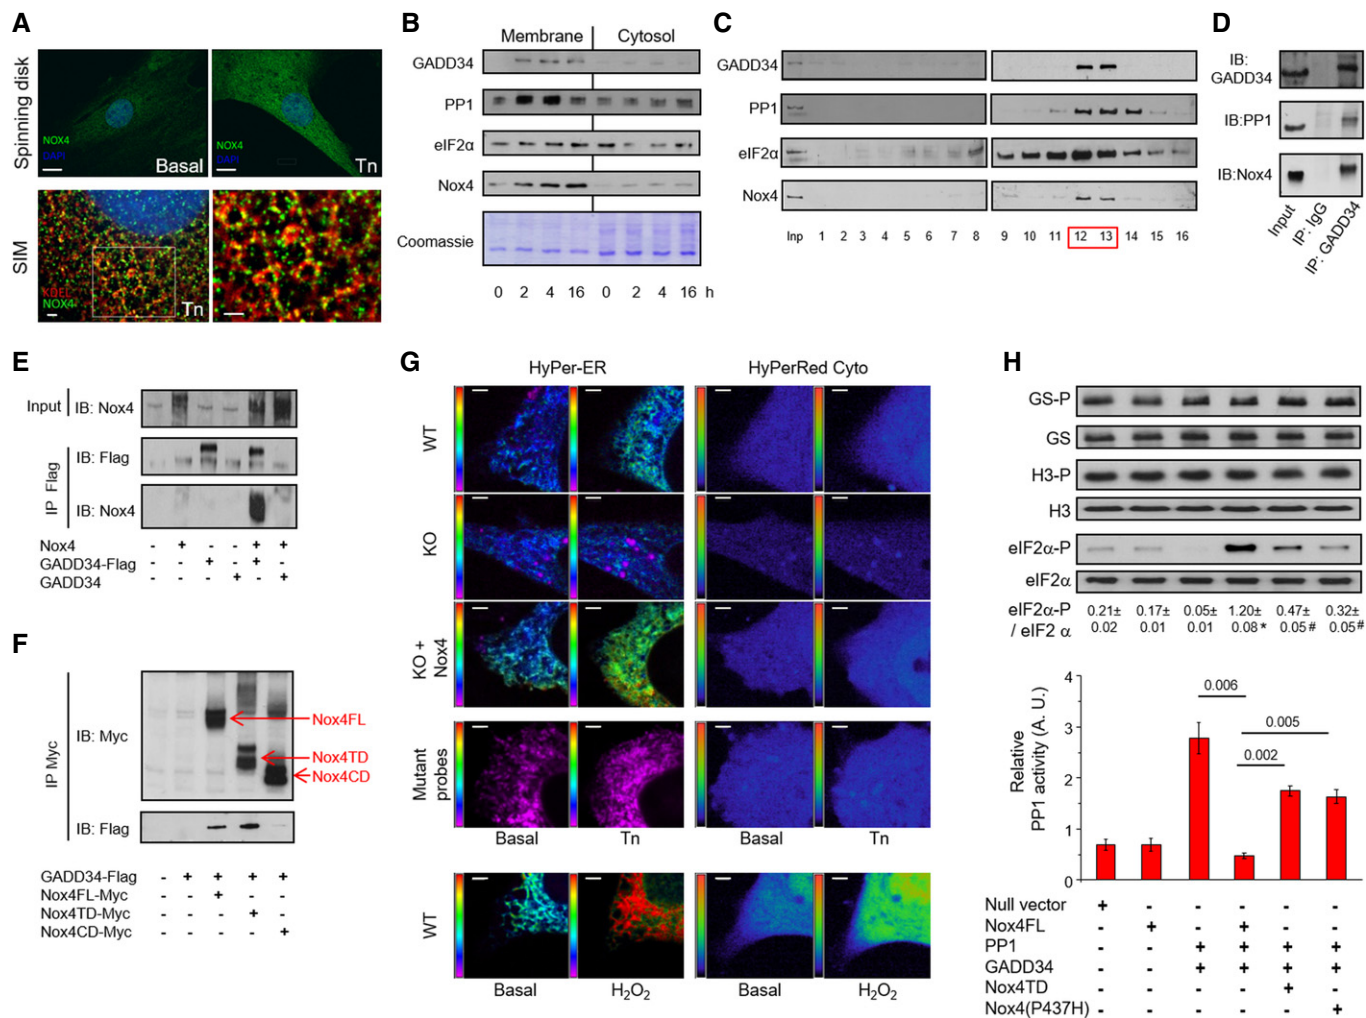 A
Spinning disk
NOX4
DAPI
Basal
NOX4
DAPI
Tn
SIM
KDEL
NOX4
Tn
B
Membrane Cytosol
GADD34
PP1
eIF2α
Nox4
Coomassie
0 2 4 16 0 2 4 16 h
C
GADD34
PP1
eIF2α
Nox4
Inp 1 2 3 4 5 6 7 8 9 10 11 12 13 14 15 16
D
IB:
GADD34
IB:PP1
IB:Nox4
Input
IP: IgG
IP: GADD34
E
Input IB: Nox4
IP Flag
IB: Flag
IB: Nox4
Nox4 - + - - + +
GADD34-Flag - - + - + -
GADD34 - - - + - +
F
IP Myc
IB: Myc
Nox4FL
Nox4TD
Nox4CD
IB: Flag
GADD34-Flag - + + + +
Nox4FL-Myc - - + - -
Nox4TD-Myc - - - + -
Nox4CD-Myc - - - - +
G
HyPer-ER HyPerRed Cyto
WT
KO
KO +
Nox4
Mutant
probes
Basal Tn Basal Tn
WT
Basal H2O2 Basal H2O2
H
GS-P
GS
H3-P
H3
eIF2α-P
eIF2α
eIF2α-P 0.21± 0.17± 0.05± 1.20± 0.47± 0.32±
/ eIF2 α 0.02 0.01 0.01 0.08 * 0.05 # 0.05 #
Relative
PP1 activity (A. U.)
4
3
2
1
0
0.006
0.005
0.002
Null vector + - - - - -
Nox4FL - + - + - -
PP1 - - + + + +
GADD34 - - + + + +
Nox4TD - - - - + -
Nox4(P437H) - - - - - +